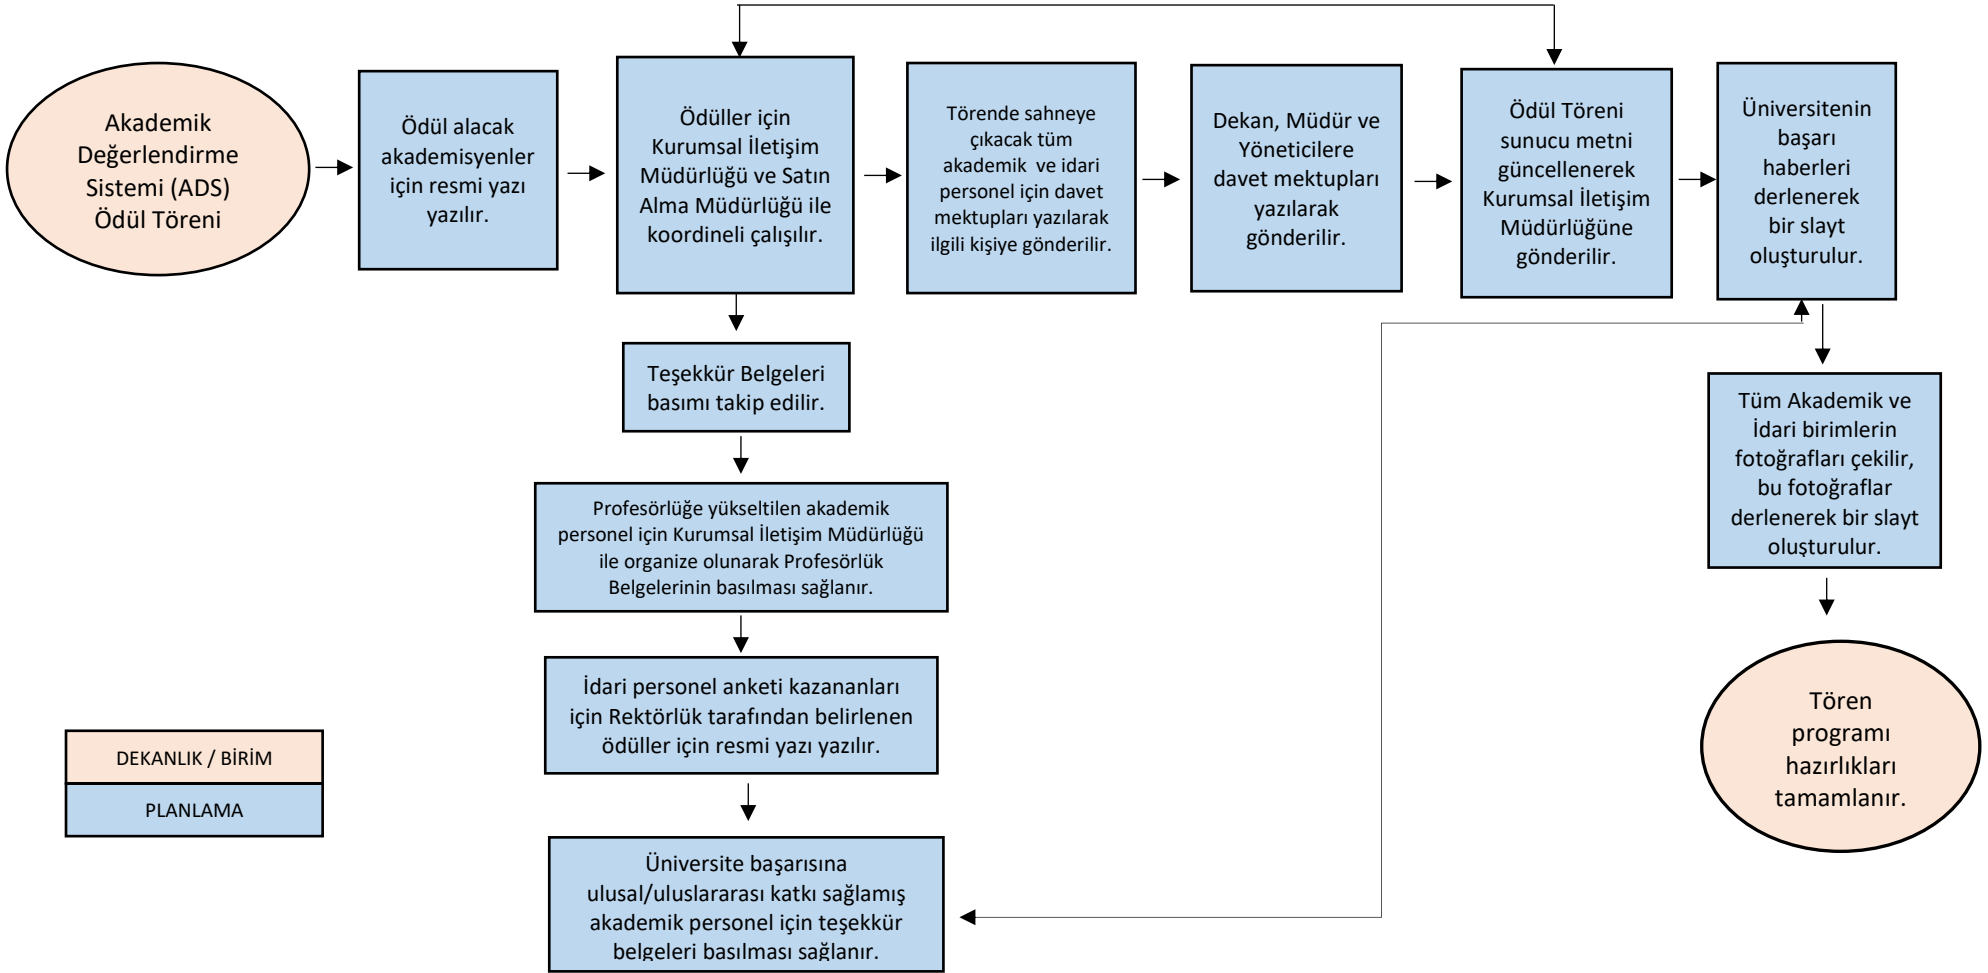 Akademik
Değerlendirme
Sistemi (ADS)
Ödül Töreni
Ödül alacak
akademisyenler
için resmi yazı
yazılır.
Ödüller için
Kurumsal İletişim
Müdürlüğü ve Satın
Alma Müdürlüğü ile
koordineli çalışılır.
Törende sahneye
çıkacak tüm
akademik ve idari
personel için davet
mektupları yazılarak
ilgili kişiye gönderilir.
Dekan, Müdür ve
Yöneticilere
davet mektupları
yazılarak
gönderilir.
Ödül Töreni
sunucu metni
güncellenerek
Kurumsal İletişim
Müdürlüğüne
gönderilir.
Üniversitenin
başarı
haberleri
derlenerek
bir slayt
oluşturulur.
Teşekkür Belgeleri
basımı takip edilir.
Profesörlüğe yükseltilen akademik
personel için Kurumsal İletişim Müdürlüğü
ile organize olunarak Profesörlük
Belgelerinin basılması sağlanır.
İdari personel anketi kazananları
için Rektörlük tarafından belirlenen
ödüller için resmi yazı yazılır.
Üniversite başarısına
ulusal/uluslararası katkı sağlamış
akademik personel için teşekkür
belgeleri basılması sağlanır.
Tüm Akademik ve
İdari birimlerin
fotoğrafları çekilir,
bu fotoğraflar
derlenerek bir slayt
oluşturulur.
Tören
programı
hazırlıkları
tamamlanır.
DEKANLIK / BİRİM
PLANLAMA